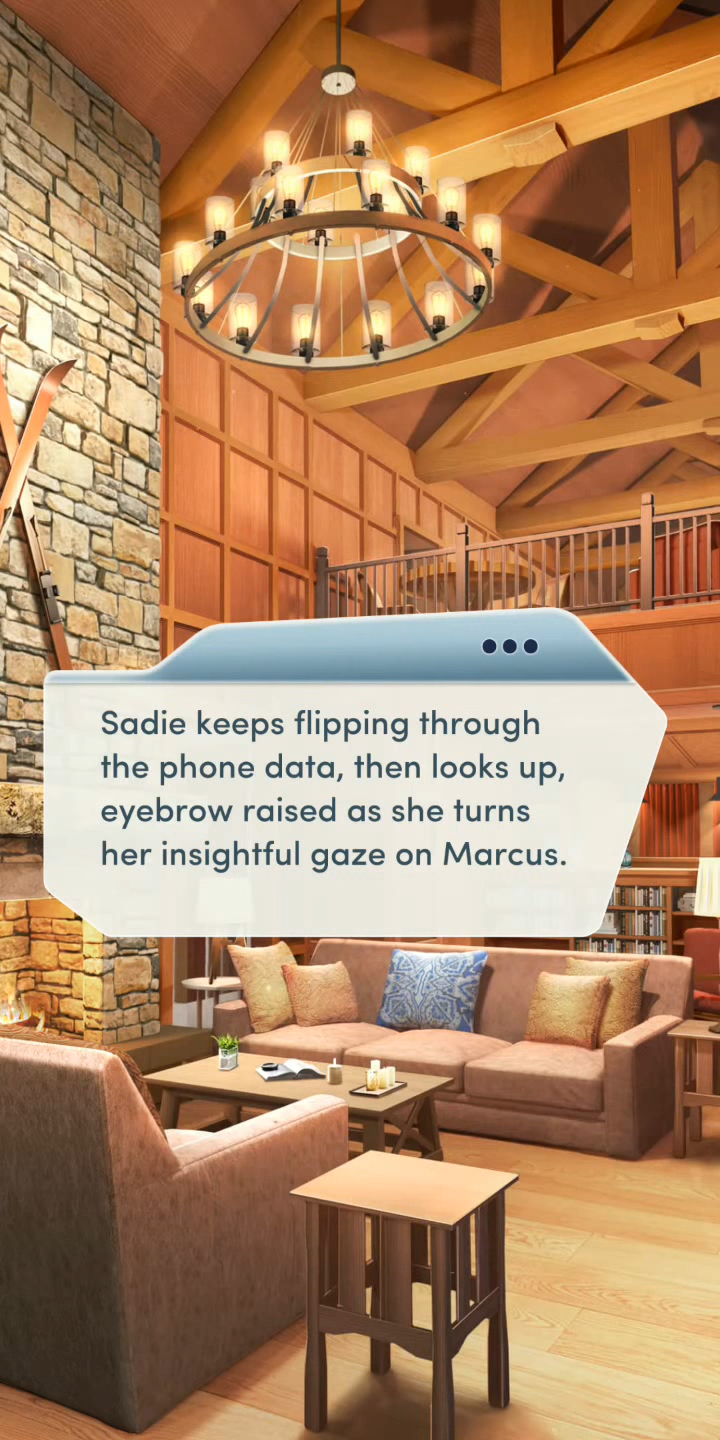 Sadie keeps flipping through
the phone data, then looks up,
eyebrow raised as she turns
her insightful gaze on Marcus.